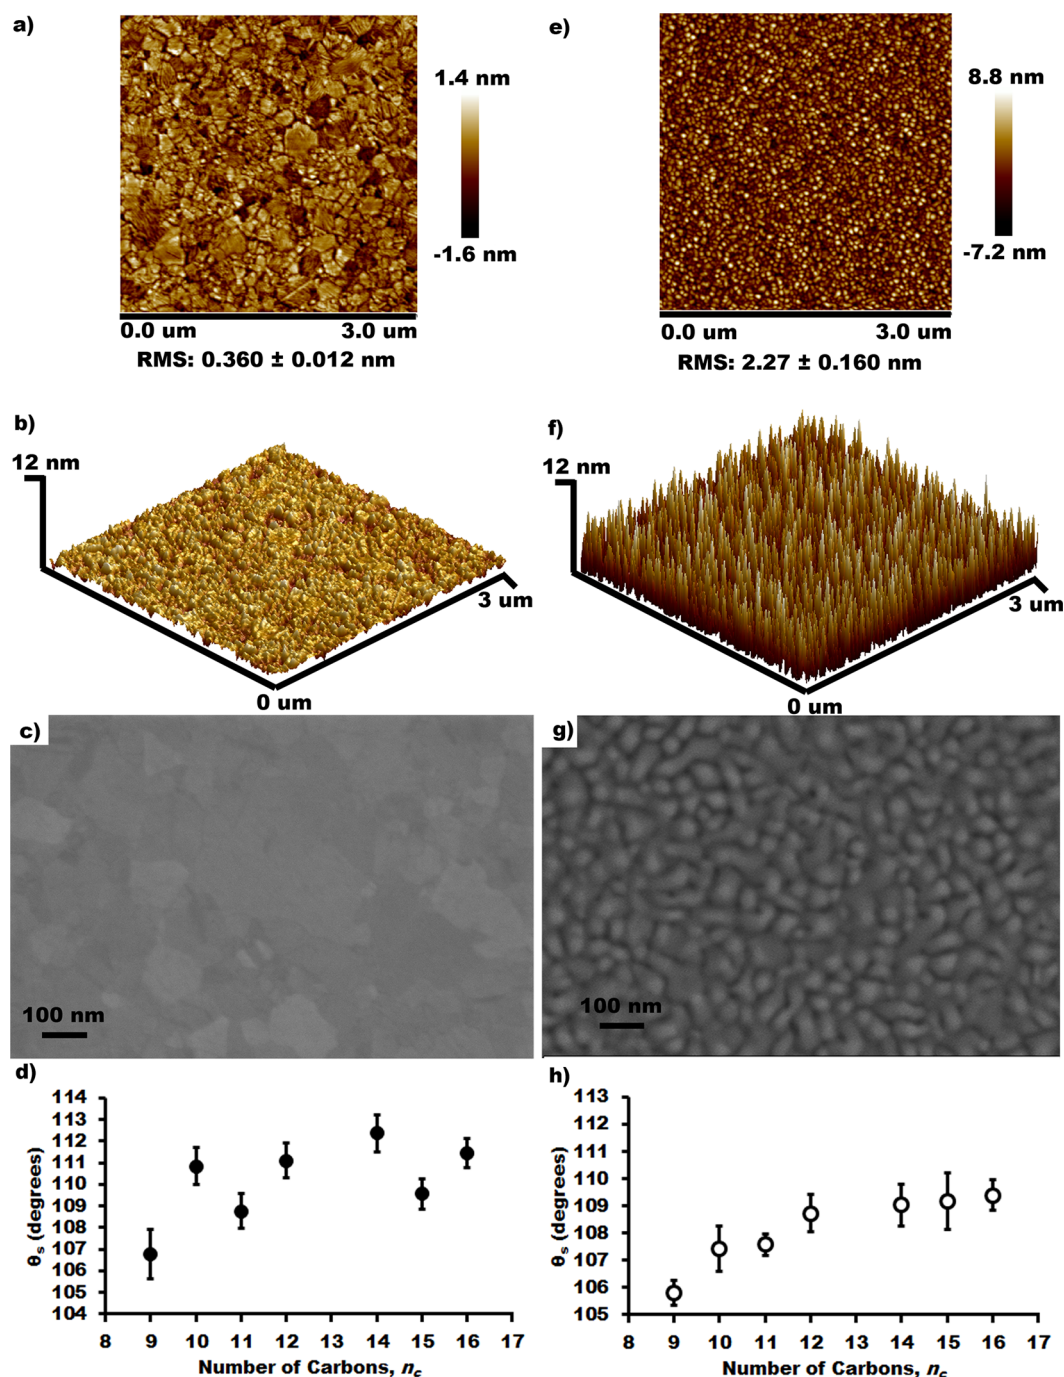 a)
1.4 nm
-1.6 nm
0.0 um 3.0 um
RMS: 0.360 ± 0.012 nm
e)
8.8 nm
-7.2 nm
0.0 um 3.0 um
RMS: 2.27 ± 0.160 nm
b)
12 nm
3 um
0 um
f)
12 nm
3 um
0 um
c)
100 nm
g)
100 nm
d)
114
113
112
111
110
109
108
107
106
105
104
θs (degrees)
8 9 10 11 12 13 14 15 16 17
Number of Carbons, nc
h)
113
112
111
110
109
108
107
106
105
θs (degrees)
8 9 10 11 12 13 14 15 16 17
Number of Carbons, nc